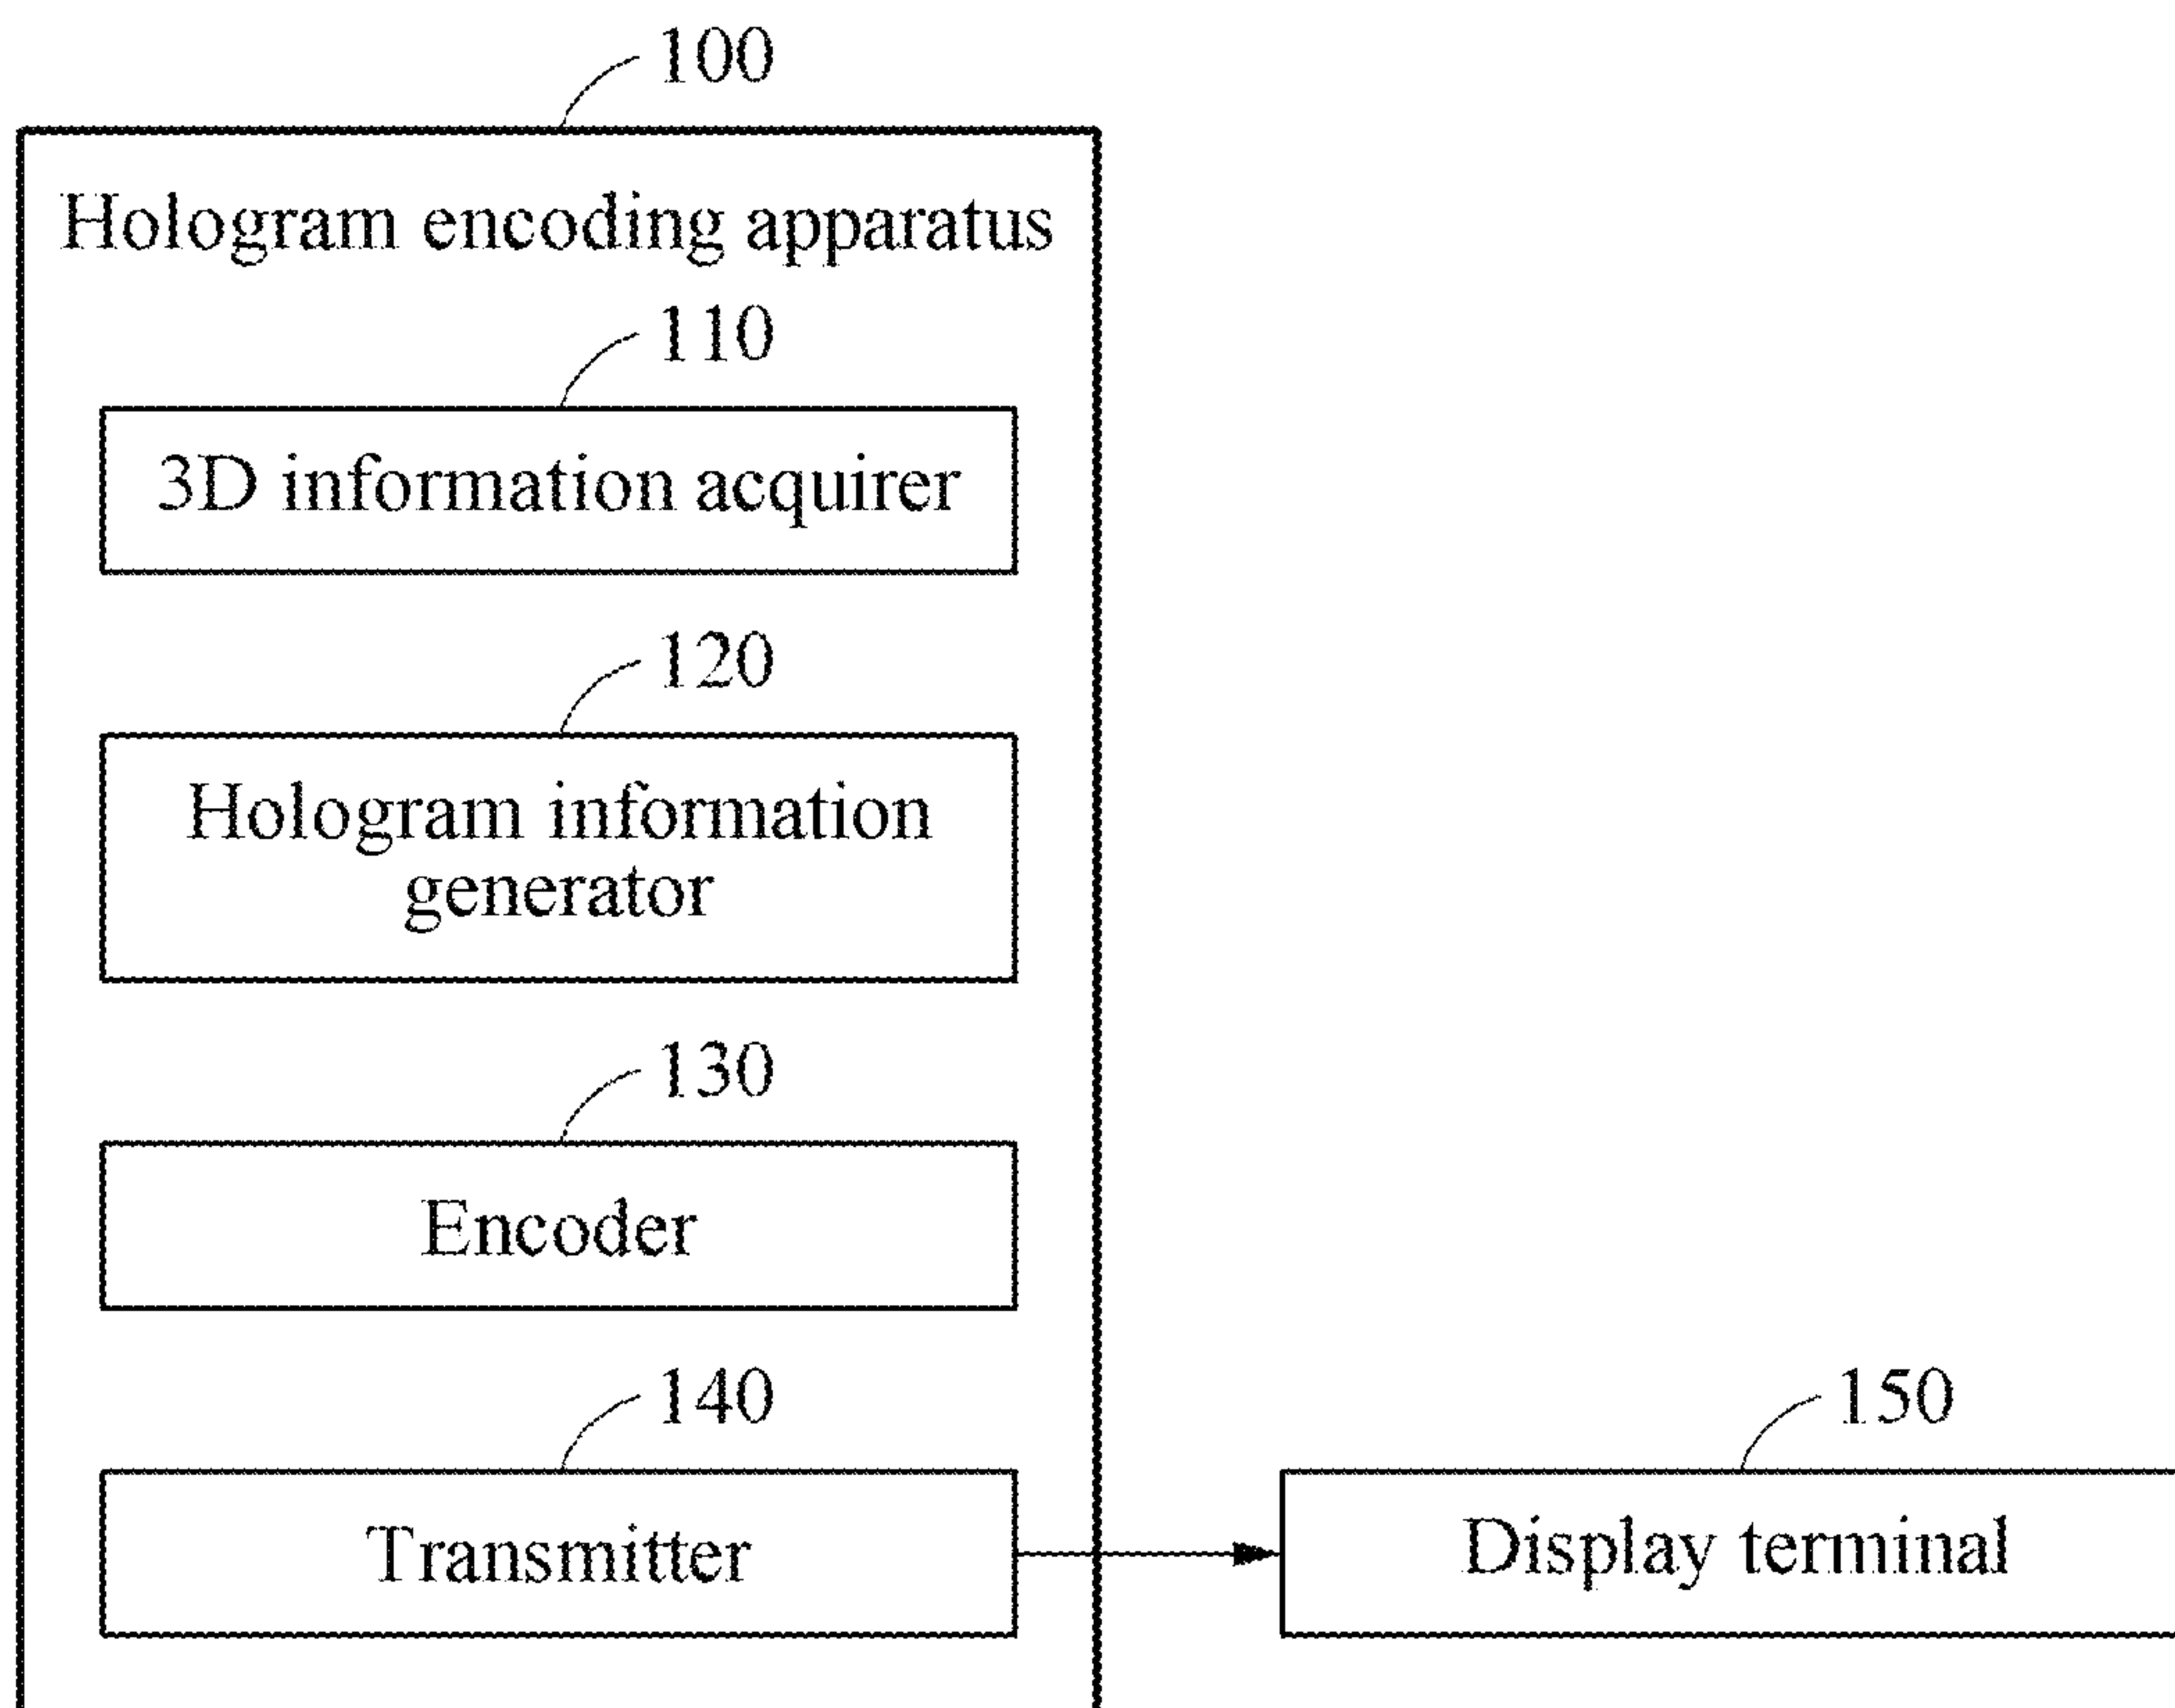 100
Hologram encoding apparatus
110
3D information acquirer
120
Hologram information
generator
130
Encoder
140
Transmitter
150
Display terminal